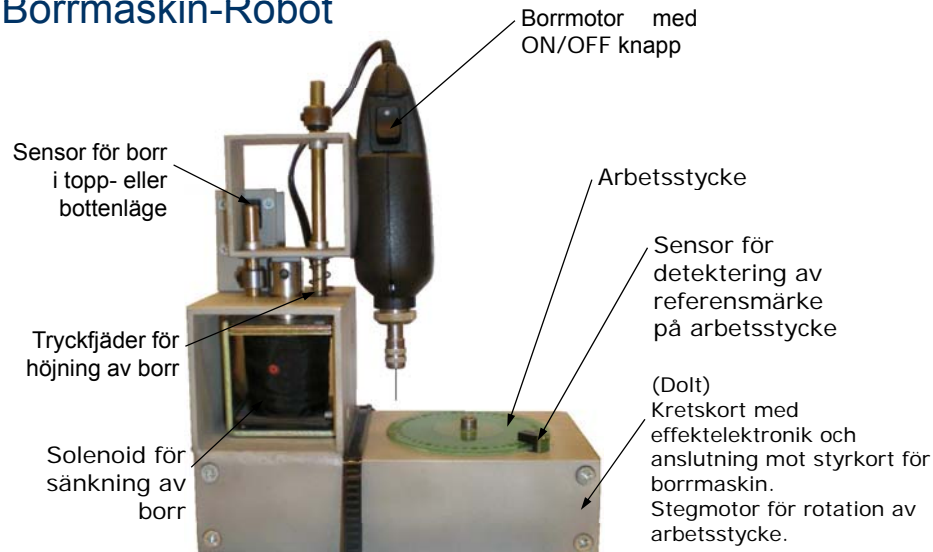 Borrmaskin-Robot
Borrmotor med
ON/OFF knapp
Sensor för borr
i topp- eller
bottenläge
Arbetsstycke
Sensor för
detektering av
referensmärke
på arbetsstycke
Tryckfjäder för
höjning av borr
(Dolt)
Kretskort med
effektelektronik och
anslutning mot styrkort för
borrmaskin.
Stegmotor för rotation av
arbetsstycke.
Solenoid för
sänkning av
borr